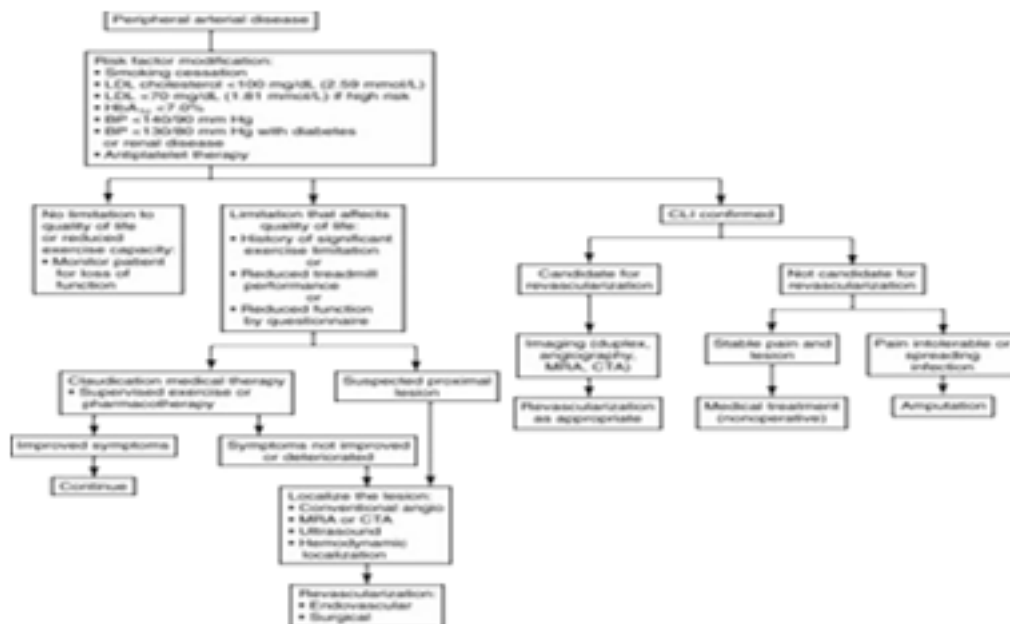 Peripheral arterial disease
Risk factor modification:
• Smoking cessation
• LDL cholesterol <100 mg/dL (2.59 mmol/L)
• LDL <70 mg/dL (1.81 mmol/L) if high risk
• HbA1c <7.0%
• BP <140/90 mm Hg
• BP <130/80 mm Hg with diabetes
or renal disease
• Antiplatelet therapy
No limitation to
quality of life
or reduced
exercise capacity:
• Monitor patient
for loss of
function
Limitation that affects
quality of life:
• History of significant
exercise limitation
or
• Reduced treadmill
performance
or
• Reduced function
by questionnaire
CLI confirmed
Candidate for
revascularization
Not candidate for
revascularization
Imaging (duplex,
angiography,
MRA, CTA)
Stable pain and
lesion
Pain intolerable or
spreading
infection
Revascularization
as appropriate
Medical treatment
(nonoperative)
Amputation
Claudication medical therapy
• Supervised exercise or
pharmacotherapy
Suspected proximal
lesion
Improved symptoms
Symptoms not improved
or deteriorated
Continue
Localize the lesion:
• Conventional angio
• MRA or CTA
• Ultrasound
• Hemodynamic
localization
Revascularization:
• Endovascular
• Surgical